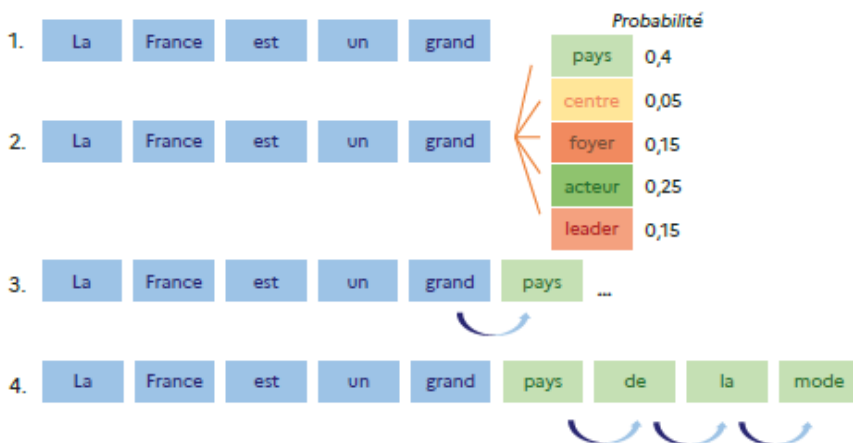 Probabilité
1. La France est un grand
pays 0,4
centre 0,05
2. La France est un grand
foyer 0,15
acteur 0,25
leader 0,15
3. La France est un grand pays ...
4. La France est un grand pays de la mode